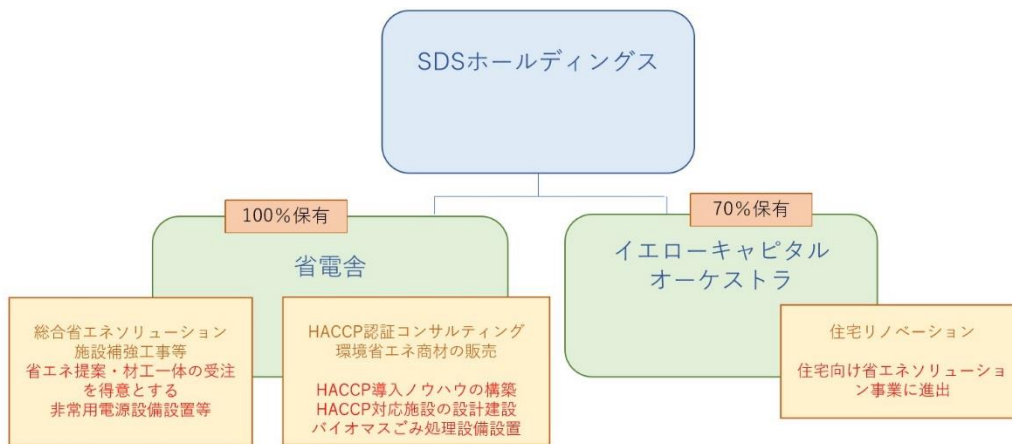 SDSホールディングス
100%保有
70%保有
省電舎
イエローキャピタル
オーケストラ
総合省エネソリューション
施設補強工事等
省エネ提案・材工一体の受注
を得意とする
非常用電源設備設置等
HACCP認証コンサルティング
環境省エネ商材の販売
HACCP導入ノウハウの構築
HACCP対応施設の設計建設
バイオマスごみ処理設備設置
住宅リノベーション
住宅向け省エネソリューショ
ン事業に進出